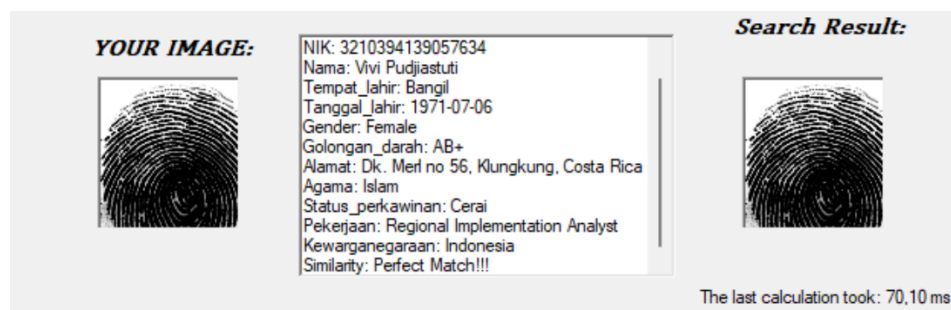 YOUR IMAGE:
NIK: 3210394139057634
Nama: Vivi Pudjiastuti
Tempat_lahir: Bangil
Tanggal_lahir: 1971-07-06
Gender: Female
Golongan_darah: AB+
Alamat: Dk. Merl no 56, Klungkung, Costa Rica
Agama: Islam
Status_perkawinan: Cerai
Pekerjaan: Regional Implementation Analyst
Kewarganegaraan: Indonesia
Similarity: Perfect Match!!!
Search Result:
The last calculation took: 70,10 ms